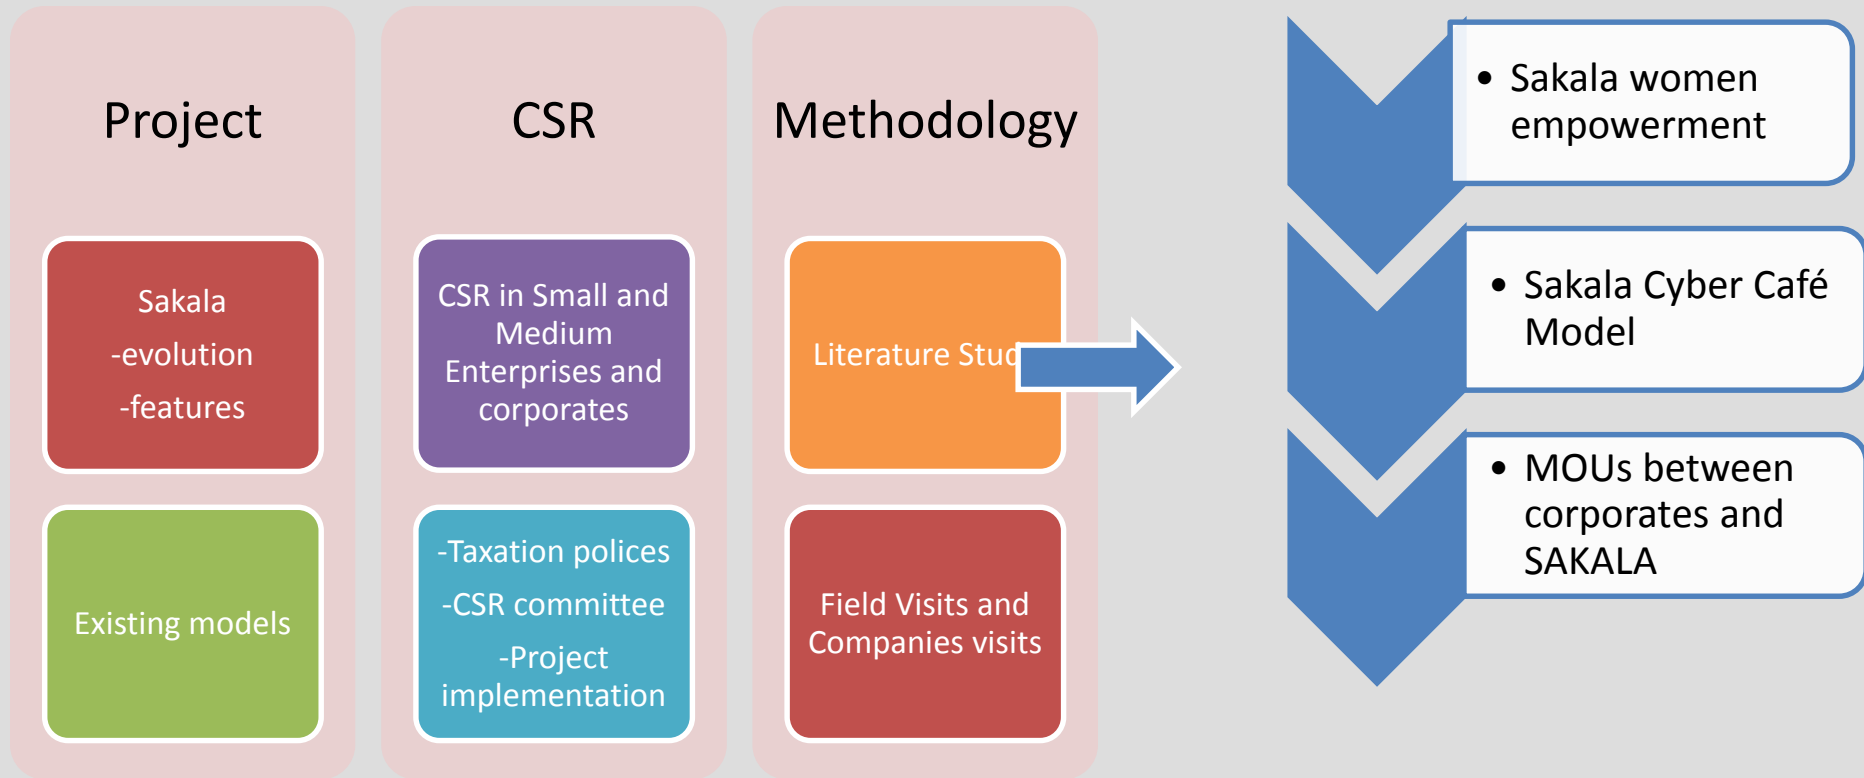 Project
Sakala
-evolution
-features
Existing models
CSR
CSR in Small and
Medium
Enterprises and
corporates
-Taxation polices
-CSR committee
-Project
implementation
Methodology
Literature
Field Visits and
Companies visits
• Sakala women
empowerment
• Sakala Cyber Café
Model
• MOUs between
corporates and
SAKALA